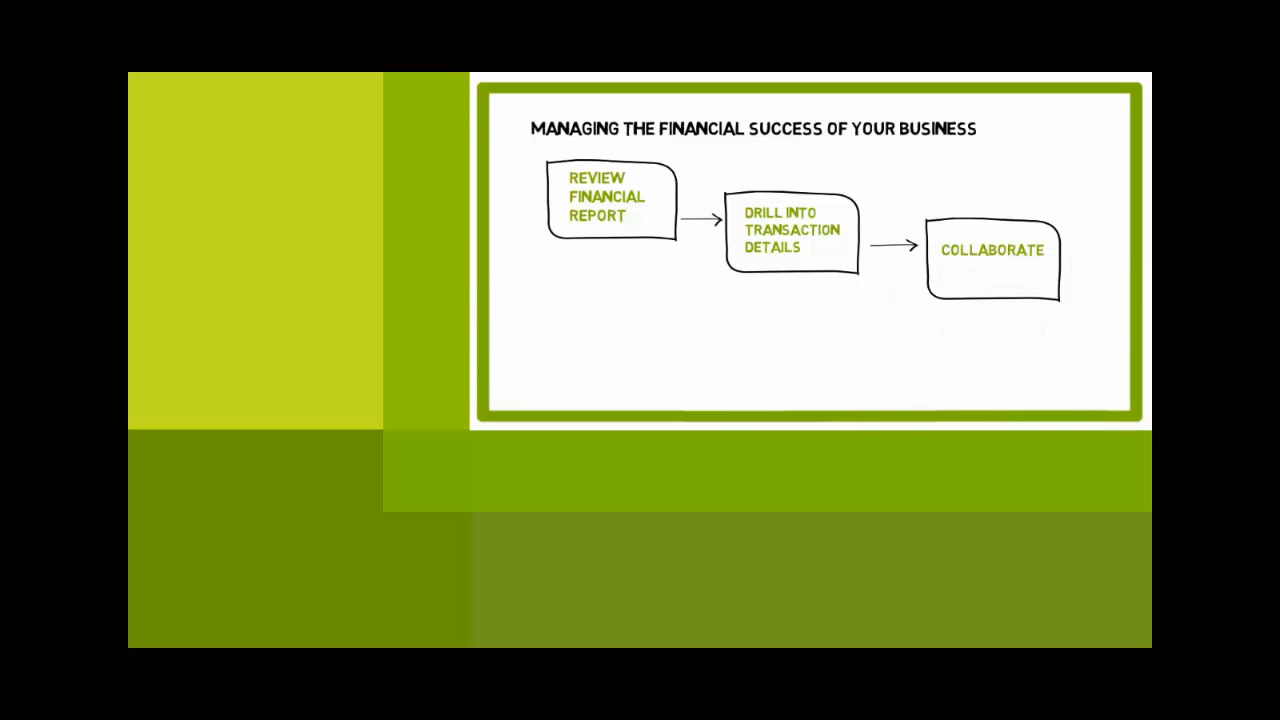 MANAGING THE FINANCIAL SUCCESS OF YOUR BUSINESS
REVIEW
FINANCIAL
REPORT
DRILL INTO
TRANSACTION
DETAILS
COLLABORATE